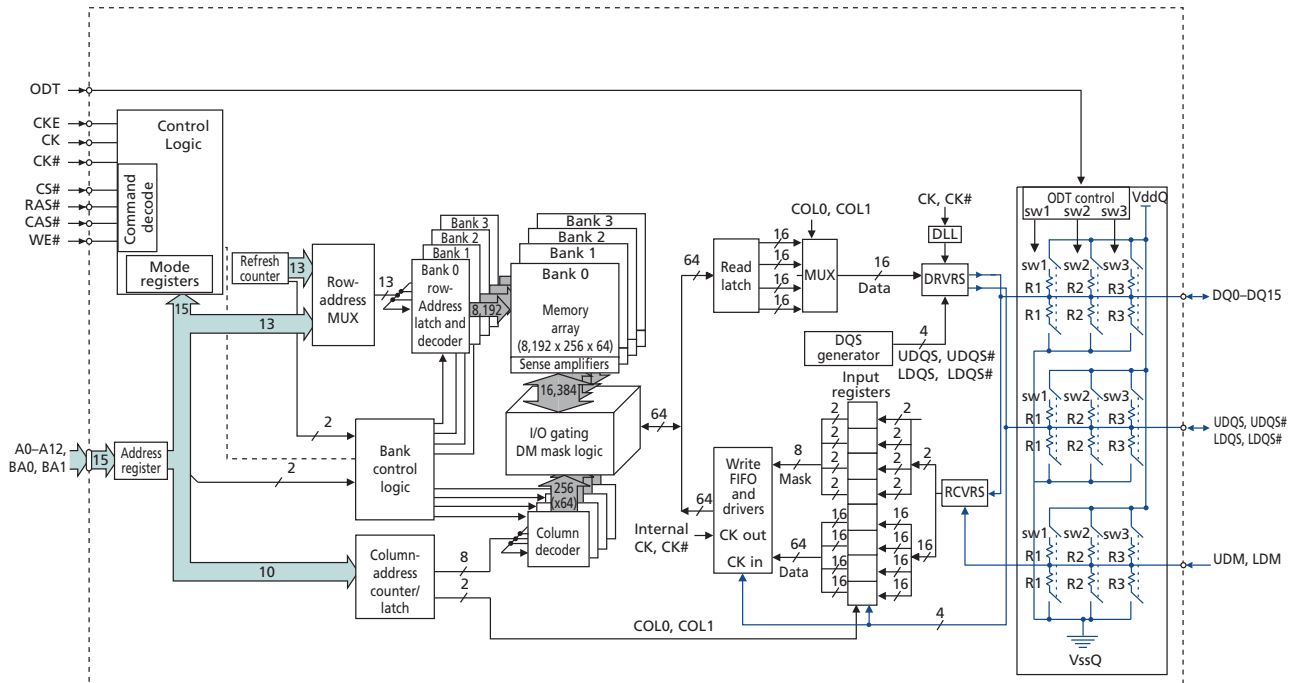 ODT
CKE
CK
CK#
CS#
RAS#
CAS#
WE#
Control
Logic
Command
decode
Mode
registers
15
Refresh
counter
13
13
Row-
address
MUX
13
Bank 3
Bank 2
Bank 1
Bank 0
row-
Address
latch and
decoder
8,192
Bank 3
Bank 2
Bank 1
Bank 0
Memory
array
(8,192 x 256 x 64)
Sense amplifiers
16,384
I/O gating
DM mask logic
256
(x64)
Column
decoder
A0–A12,
BA0, BA1
15
Address
register
2
2
Bank
control
logic
10
Column-
address
counter/
latch
8
2
COL0, COL1
64
64
Read
latch
16
16
16
16
COL0, COL1
MUX
16
Data
CK, CK#
DLL
DRVRS
DQS
generator
4
UDQS, UDQS#
LDQS, LDQS#
Input
registers
64
Internal
CK, CK#
Write
FIFO
and
drivers
CK out
CK in
8
Mask
64
Data
2
2
2
2
16
16
16
16
2
2
2
2
16
16
16
16
2
16
RCVRS
4
ODT control
VddQ
sw1
sw2
sw3
sw1
sw2
sw3
R1
R2
R3
R1
R2
R3
sw1
sw2
sw3
R1
R2
R3
R1
R2
R3
sw1
sw2
sw3
R1
R2
R3
R1
R2
R3
VssQ
DQ0–DQ15
UDQS, UDQS#
LDQS, LDQS#
UDM, LDM